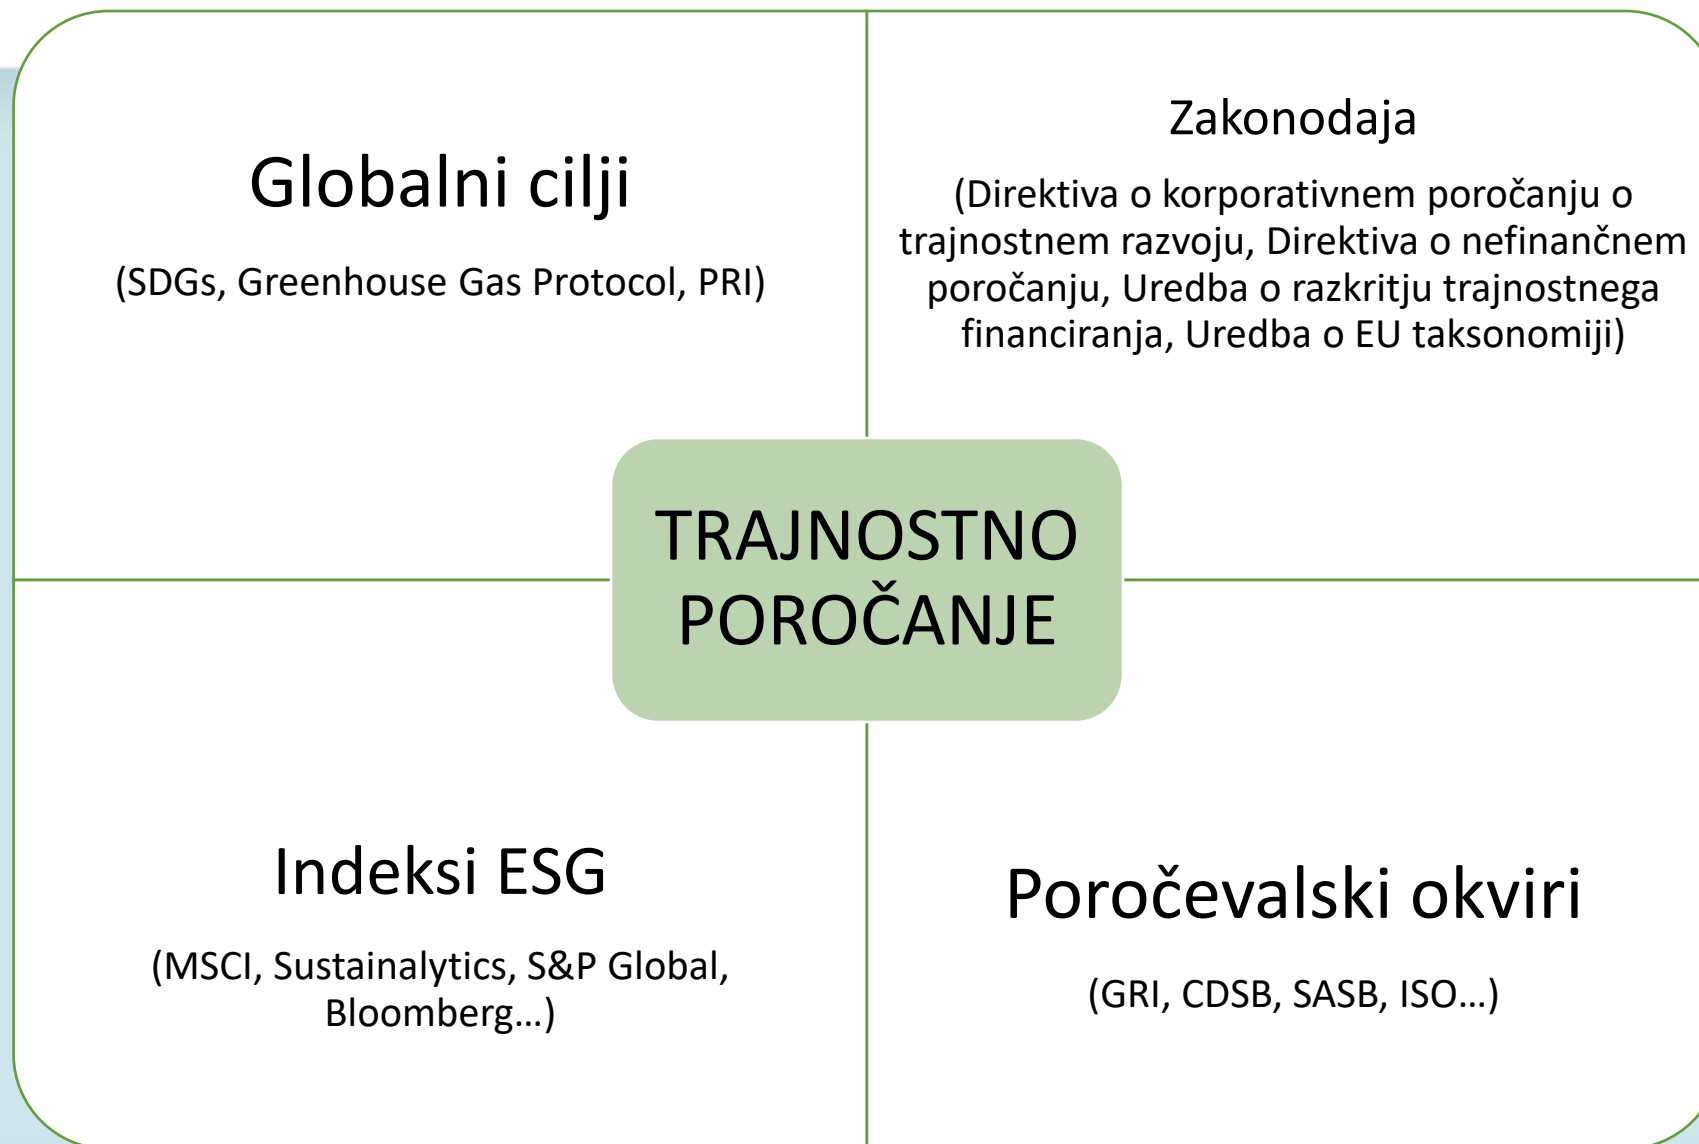 Globalni cilji
(SDGs, Greenhouse Gas Protocol, PRI)
Zakonodaja
(Direktiva o korporativnem poročanju o
trajnostnem razvoju, Direktiva o nefinančnem
poročanju, Uredba o razkritju trajnostnega
financiranja, Uredba o EU taksonomiji)
TRAJNOSTNO
POROČANJE
Indeksi ESG
(MSCI, Sustainalytics, S&P Global,
Bloomberg…)
Poročevalski okviri
(GRI, CDSB, SASB, ISO…)